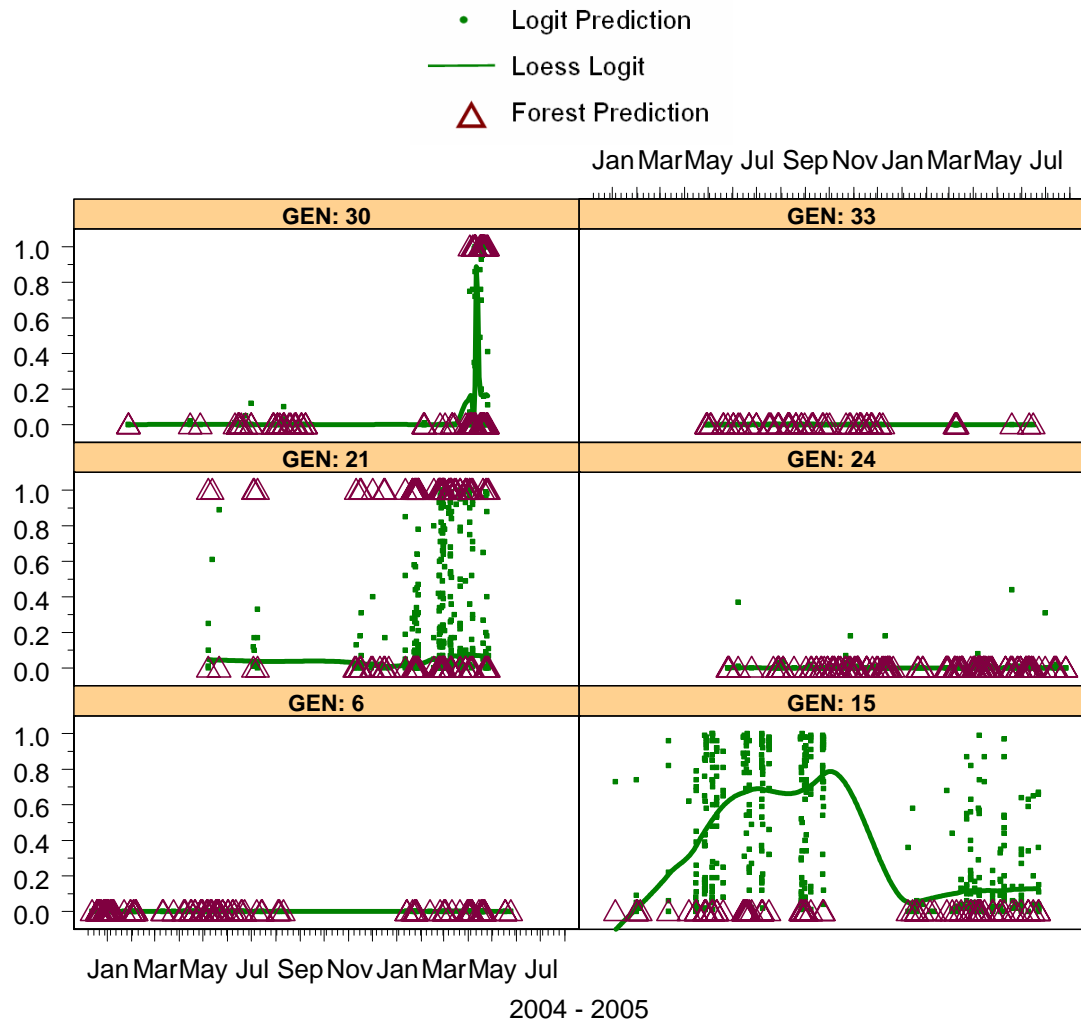 Logit Prediction
Loess Logit
Forest Prediction
Jan Mar May Jul Sep Nov Jan Mar May Jul
GEN: 30 GEN: 33
1.0
0.8
0.6
0.4
0.2
0.0
GEN: 21 GEN: 24
1.0
0.8
0.6
0.4
0.2
0.0
GEN: 6 GEN: 15
1.0
0.8
0.6
0.4
0.2
0.0
Jan Mar May Jul Sep Nov Jan Mar May Jul
2004 - 2005